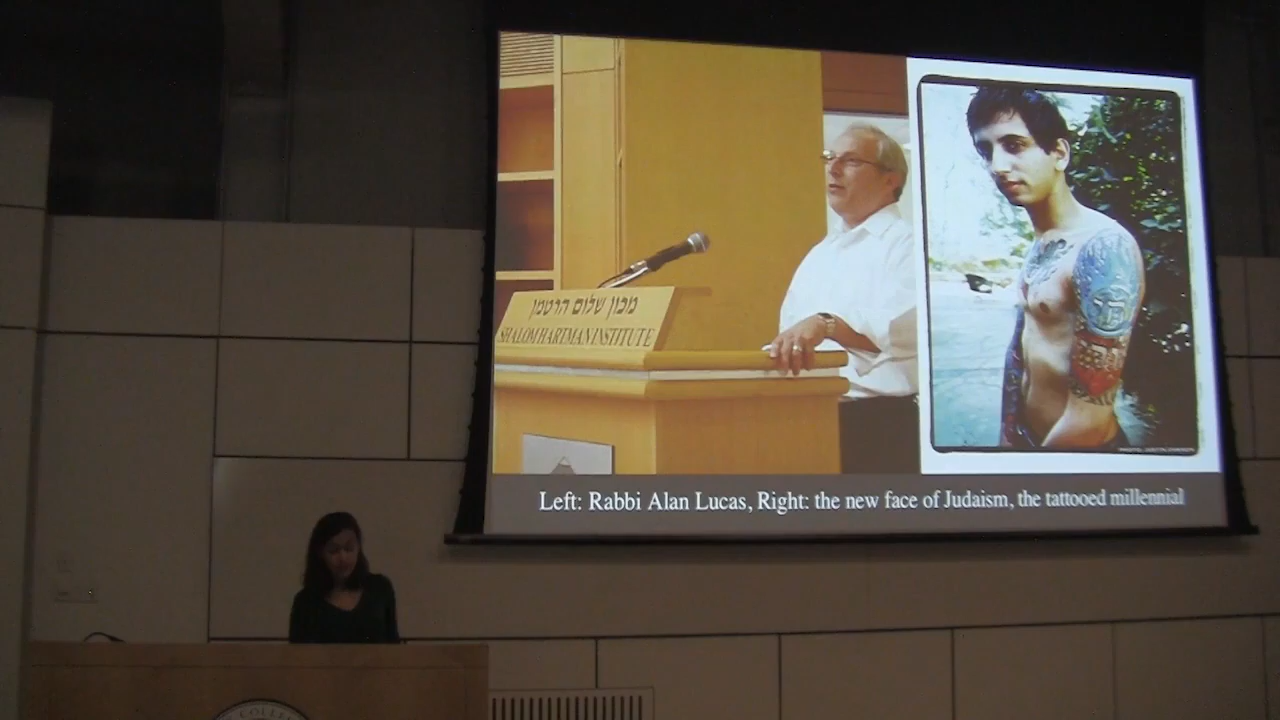 מכון שלום הרטמן
SHALOM HARTMAN INSTITUTE
Left: Rabbi Alan Lucas, Right: the new face of Judaism, the tattooed millennial
COLLEGE